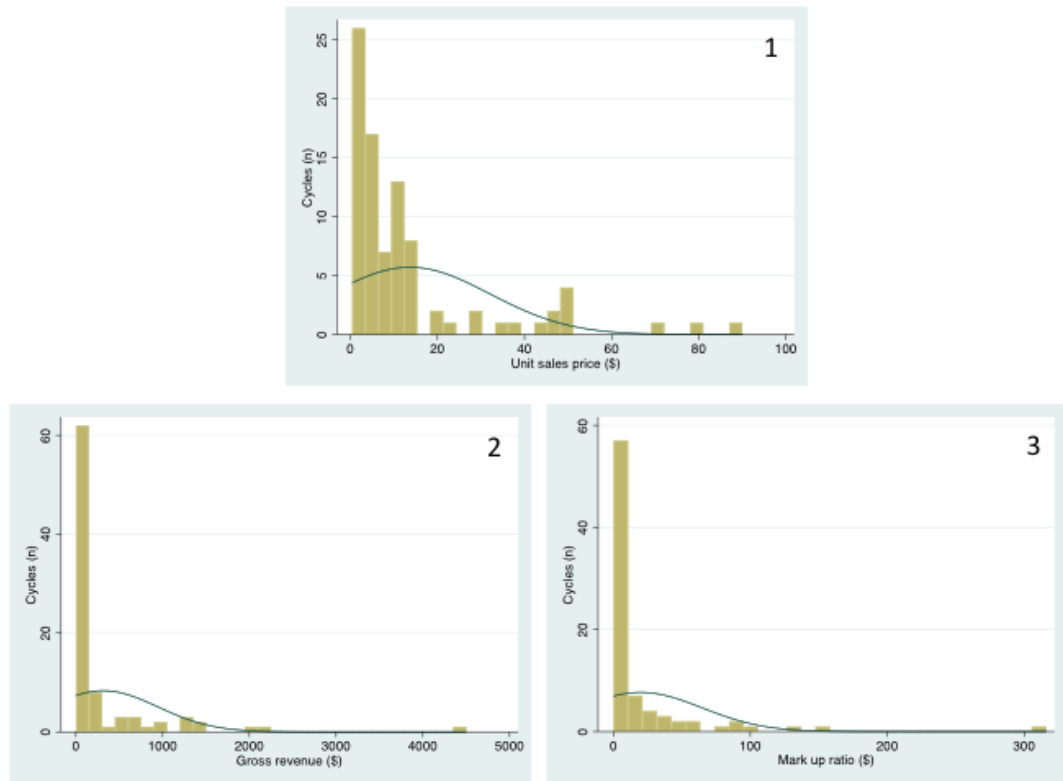 1
Cycles (n)
25
20
15
10
5
0
0 20 40 60 80 100
Unit sales price ($)
2
Cycles (n)
60
40
20
0
0 1000 2000 3000 4000 5000
Gross revenue ($)
3
Cycles (n)
60
40
20
0
0 100 200 300
Mark up ratio ($)